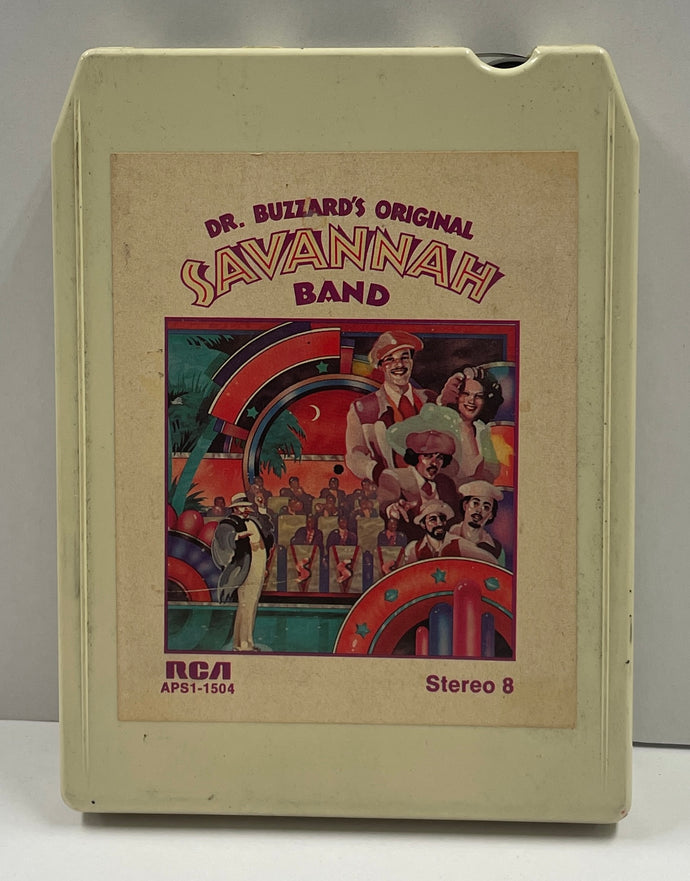 DR. BUZZARD'S ORIGINAL
SAVANNAH
BAND
RCA
APS1-1504
Stereo 8